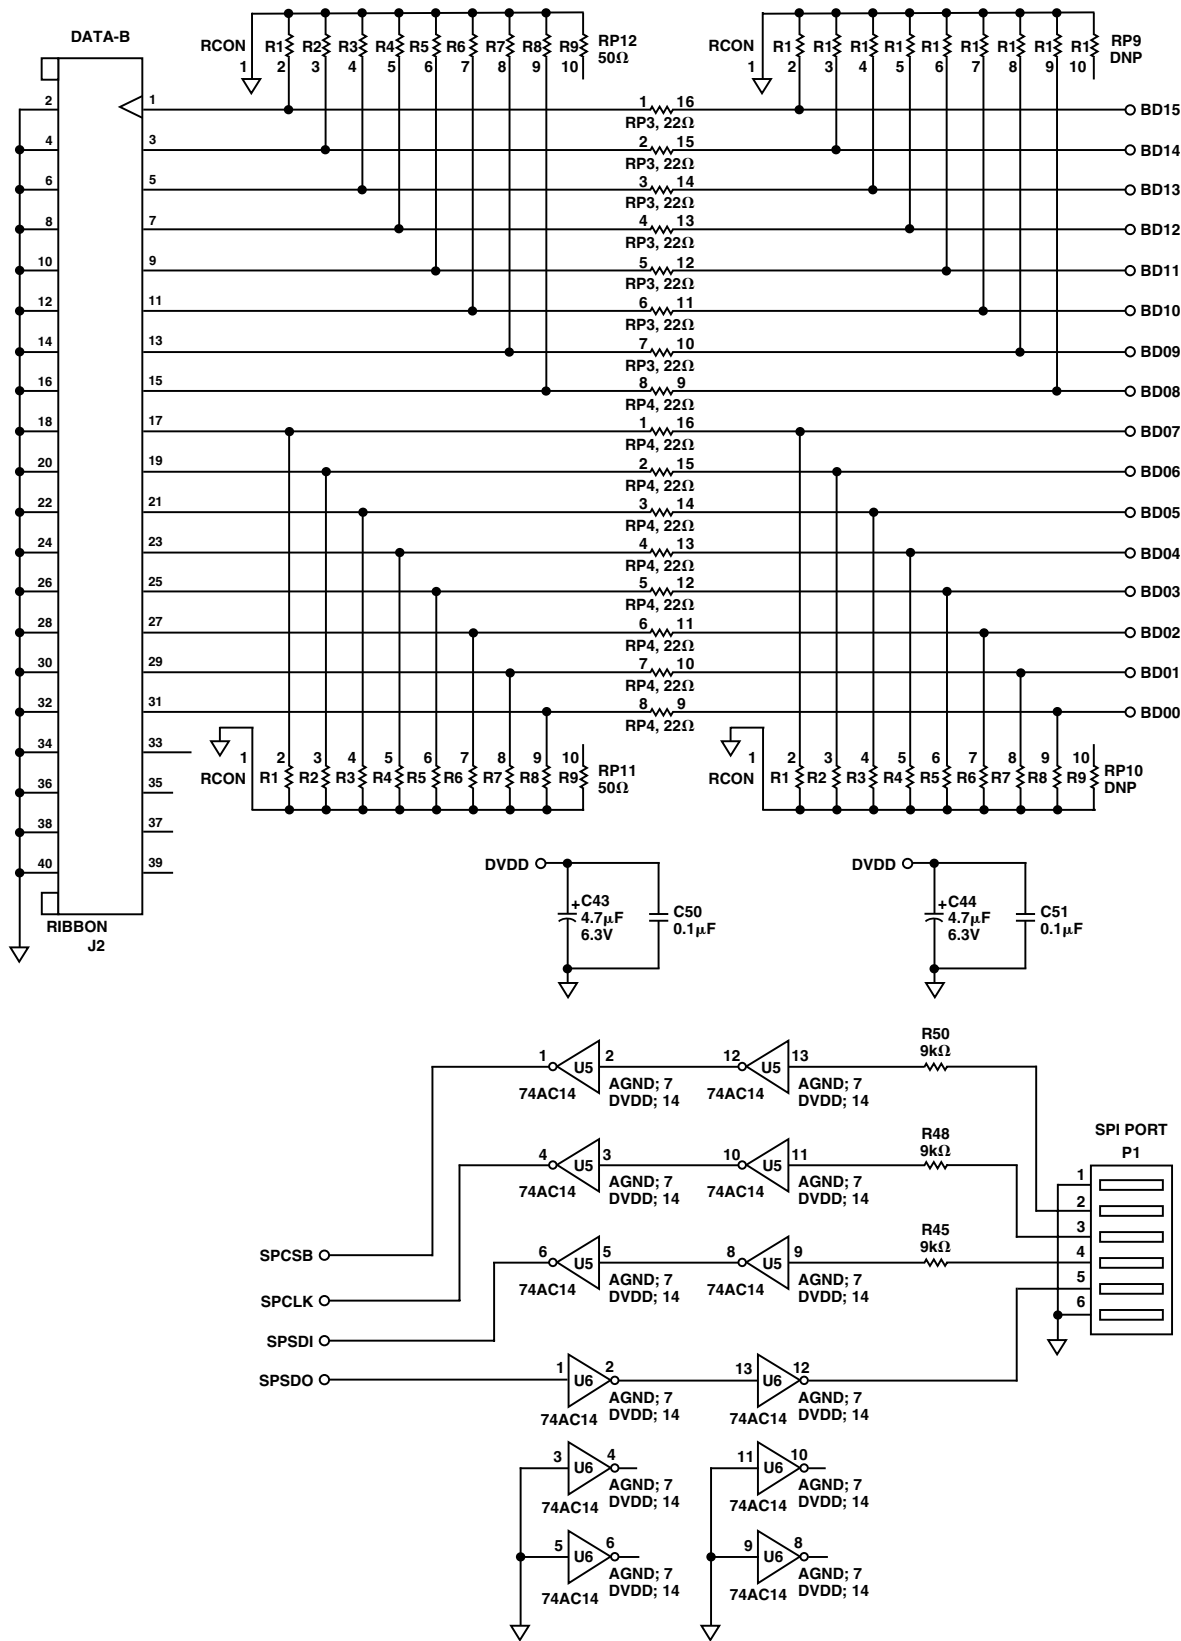 DATA-B
RCON R1 R2 R3 R4 R5 R6 R7 R8 R9 RP12
50Ω
1 2 3 4 5 6 7 8 9 10
RCON R1 R1 R1 R1 R1 R1 R1 R1 R1 RP9
DNP
1 2 3 4 5 6 7 8 9 10
2 1 1 16 BD15
RP3, 22Ω
4 3 2 15 BD14
RP3, 22Ω
6 5 3 14 BD13
RP3, 22Ω
8 7 4 13 BD12
RP3, 22Ω
10 9 5 12 BD11
RP3, 22Ω
12 11 6 11 BD10
RP3, 22Ω
14 13 7 10 BD09
RP3, 22Ω
16 15 8 9 BD08
RP4, 22Ω
18 17 1 16 BD07
RP4, 22Ω
20 19 2 15 BD06
RP4, 22Ω
22 21 3 14 BD05
RP4, 22Ω
24 23 4 13 BD04
RP4, 22Ω
26 25 5 12 BD03
RP4, 22Ω
28 27 6 11 BD02
RP4, 22Ω
30 29 7 10 BD01
RP4, 22Ω
32 31 8 9 BD00
RP4, 22Ω
34 33
36 35
38 37
40 39
RIBBON
J2
1 2 3 4 5 6 7 8 9 10
RCON R1 R2 R3 R4 R5 R6 R7 R8 R9 RP11
50Ω
1 2 3 4 5 6 7 8 9 10
RCON R1 R2 R3 R4 R5 R6 R7 R8 R9 RP10
DNP
DVDD
+C43
4.7μF
6.3V
C50
0.1μF
DVDD
+C44
4.7μF
6.3V
C51
0.1μF
R50
9kΩ
1 U5 2 12 U5 13
74AC14 AGND; 7
DVDD; 14
74AC14 AGND; 7
DVDD; 14
R48
9kΩ
4 U5 3 10 U5 11
74AC14 AGND; 7
DVDD; 14
74AC14 AGND; 7
DVDD; 14
R45
9kΩ
6 U5 5 8 U5 9
74AC14 AGND; 7
DVDD; 14
74AC14 AGND; 7
DVDD; 14
SPI PORT
P1
1
2
3
4
5
6
SPCSB
SPCLK
SPSDI
SPSDO
1 U6 2 13 U6 12
74AC14 AGND; 7
DVDD; 14
74AC14 AGND; 7
DVDD; 14
3 U6 4 11 U6 10
74AC14 AGND; 7
DVDD; 14
74AC14 AGND; 7
DVDD; 14
5 U6 6 9 U6 8
74AC14 AGND; 7
DVDD; 14
74AC14 AGND; 7
DVDD; 14